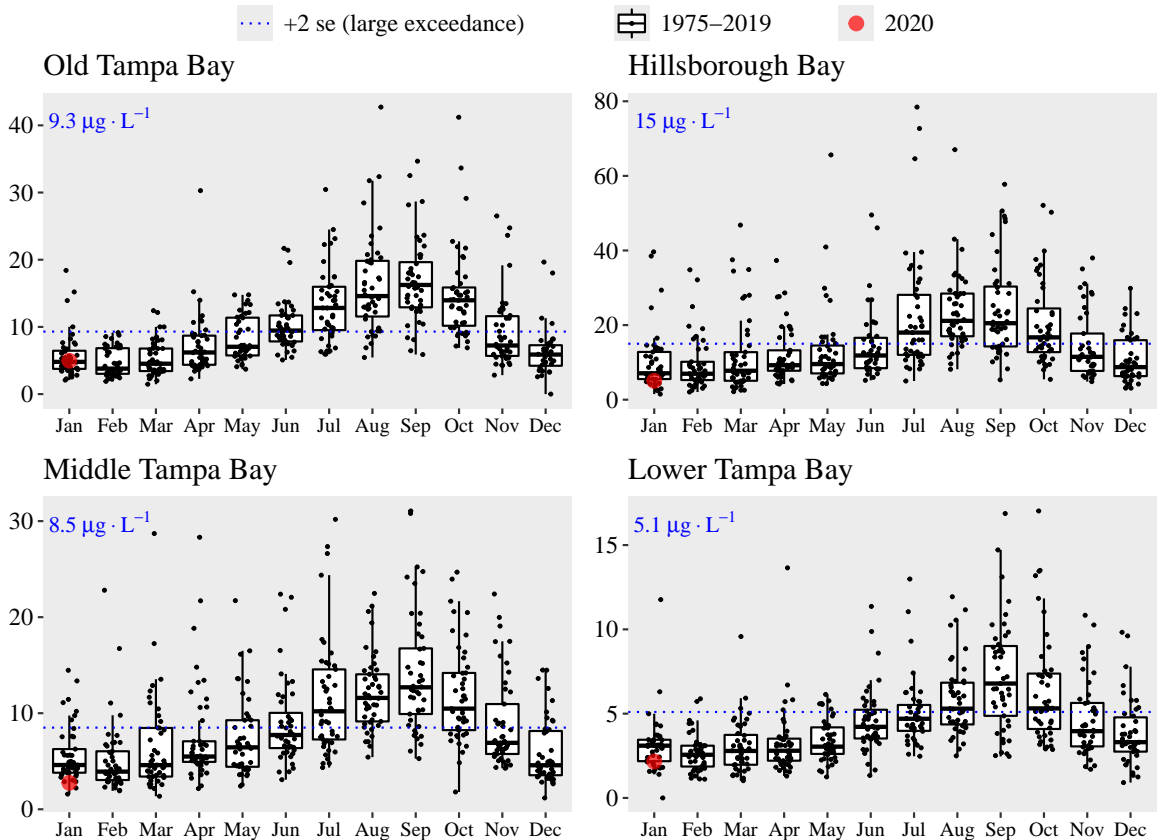 +2 se (large exceedance) 1975–2019 2020
Old Tampa Bay
9.3 μg · L⁻¹
40
30
20
10
0
Jan Feb Mar Apr May Jun Jul Aug Sep Oct Nov Dec
Hillsborough Bay
15 μg · L⁻¹
80
60
40
20
0
Jan Feb Mar Apr May Jun Jul Aug Sep Oct Nov Dec
Middle Tampa Bay
8.5 μg · L⁻¹
30
20
10
0
Jan Feb Mar Apr May Jun Jul Aug Sep Oct Nov Dec
Lower Tampa Bay
5.1 μg · L⁻¹
15
10
5
0
Jan Feb Mar Apr May Jun Jul Aug Sep Oct Nov Dec